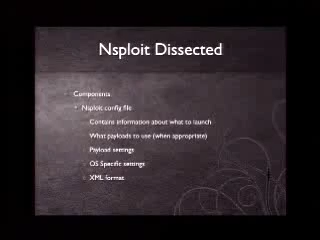 Nsploit Dissected
Components
Nsploit config file
Contains information about what to launch
What payloads to use (when appropriate)
Payload settings
OS Specific settings
XML format